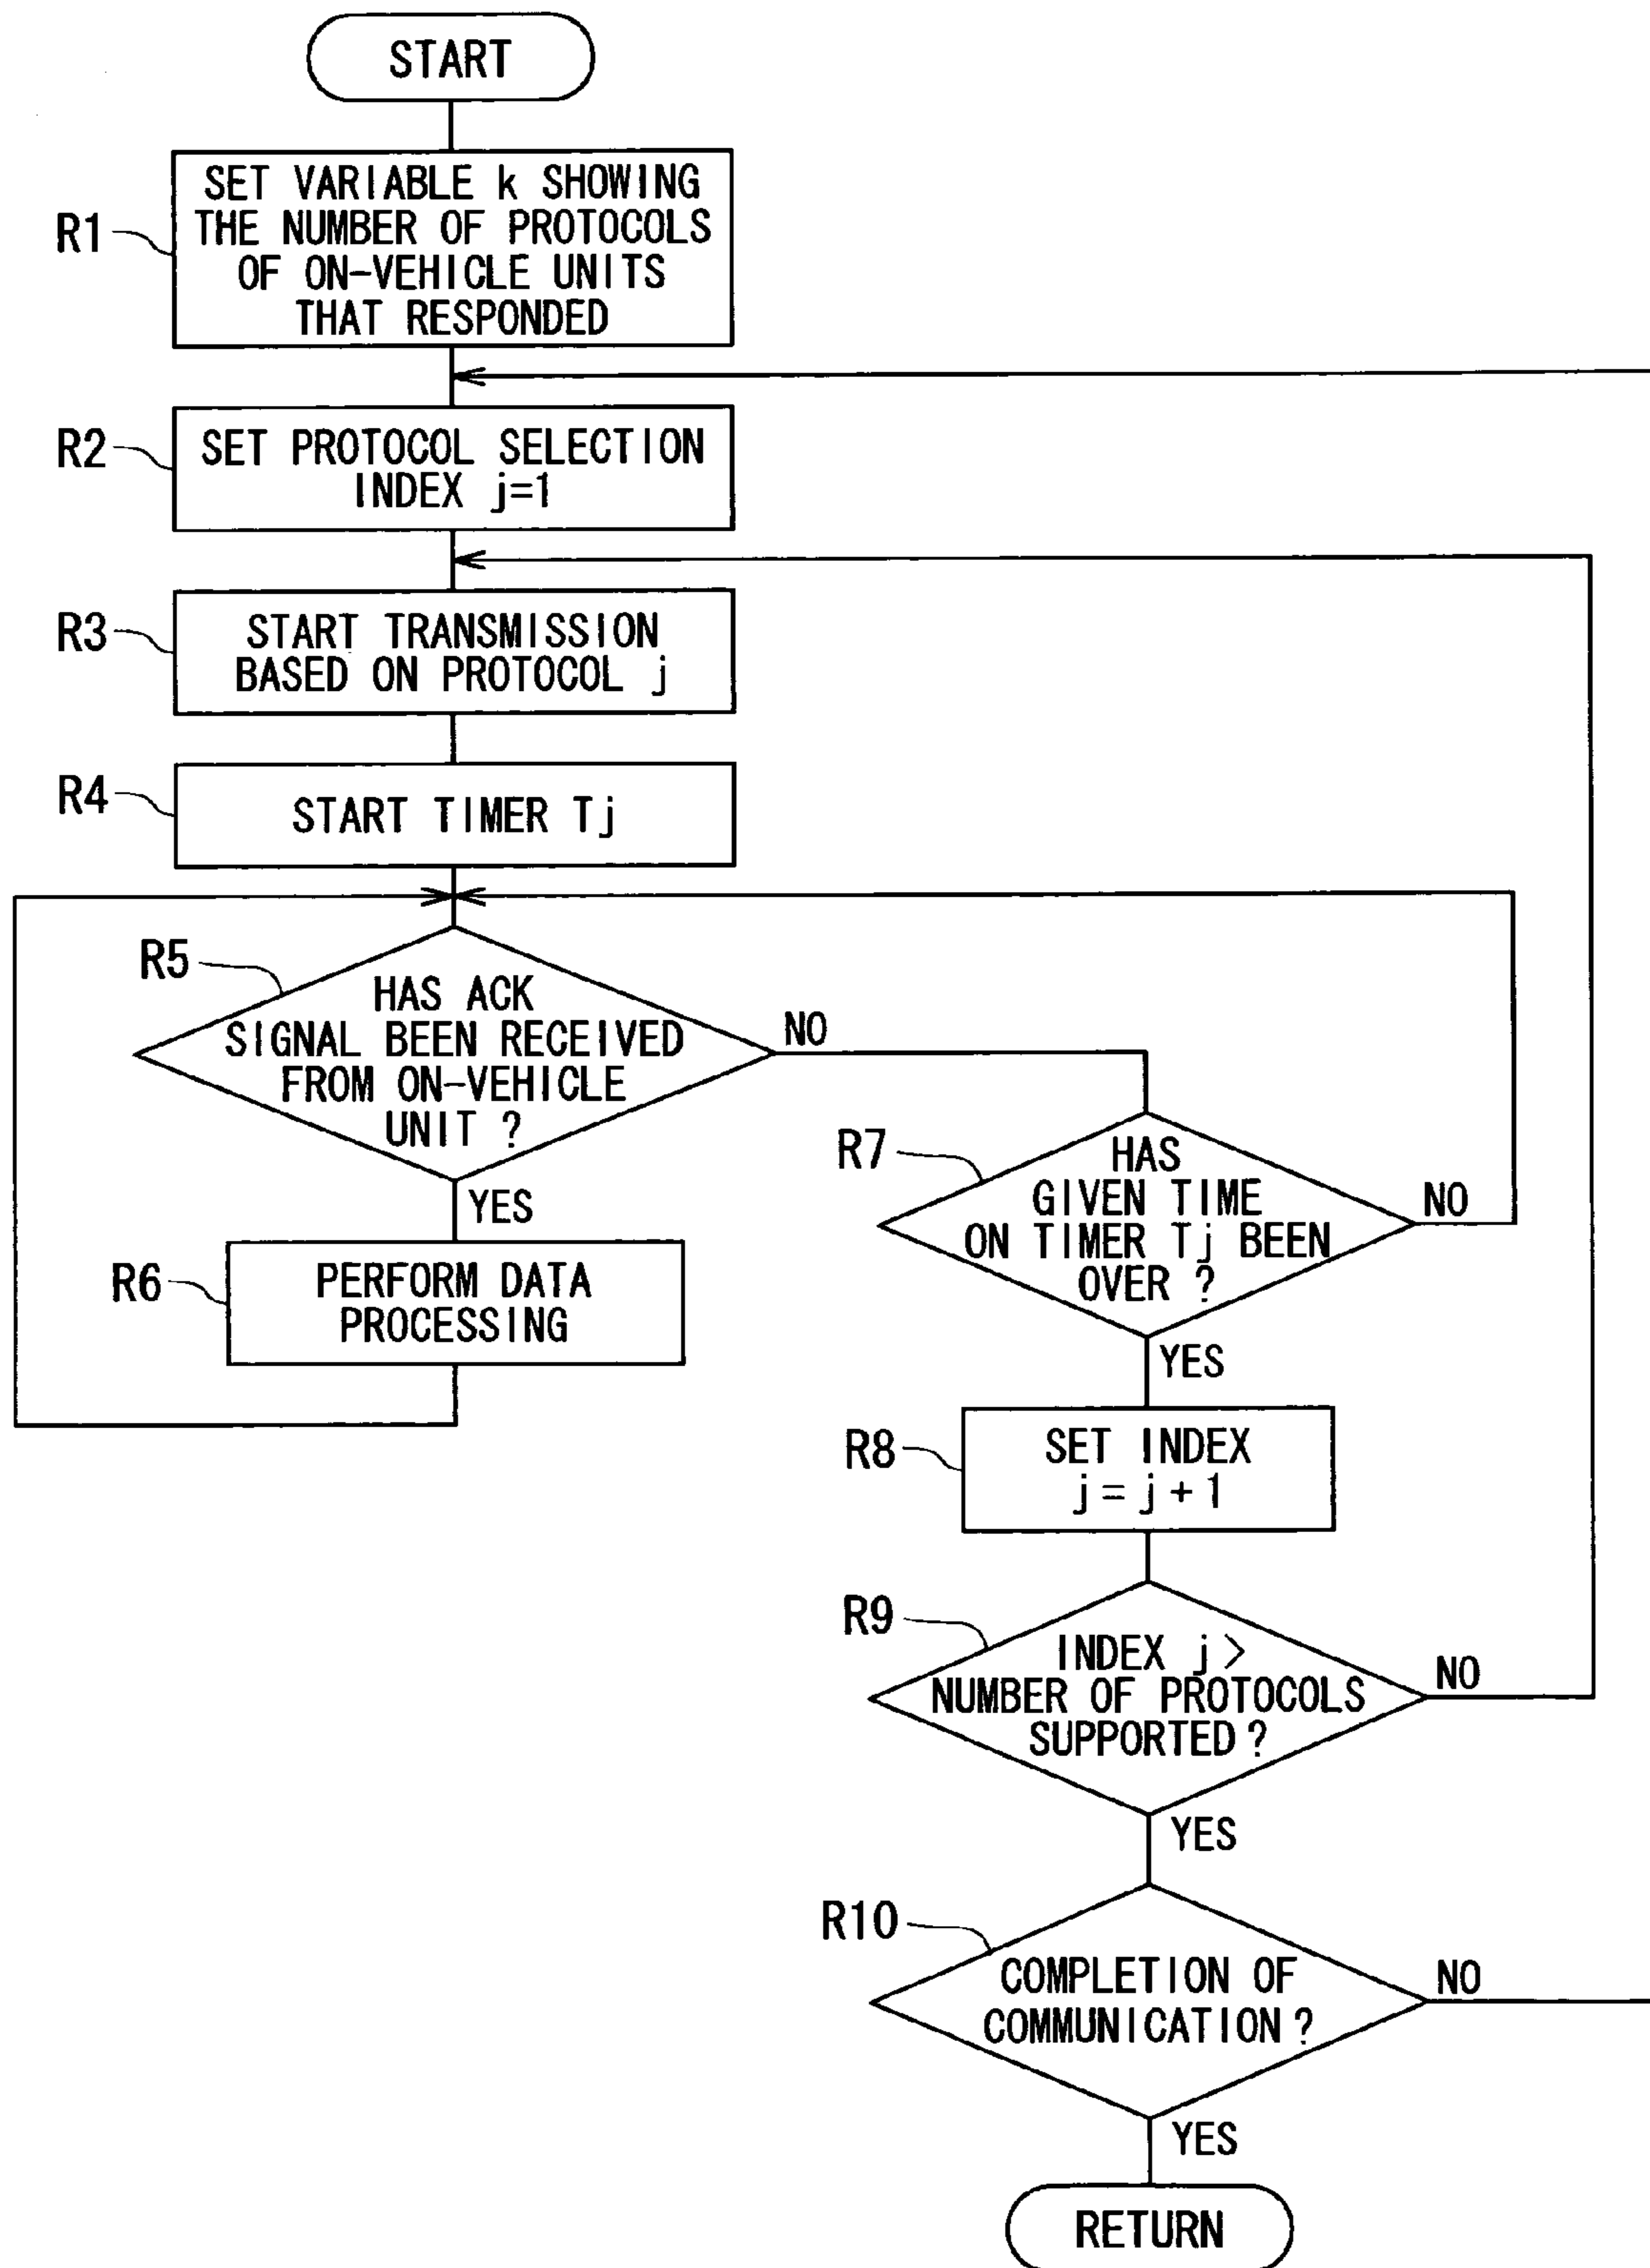 START
R1
SET VARIABLE k SHOWING
THE NUMBER OF PROTOCOLS
OF ON-VEHICLE UNITS
THAT RESPONDED
R2
SET PROTOCOL SELECTION
INDEX j=1
R3
START TRANSMISSION
BASED ON PROTOCOL j
R4
START TIMER Tj
R5
HAS ACK
SIGNAL BEEN RECEIVED
FROM ON-VEHICLE
UNIT ?
NO
YES
R6
PERFORM DATA
PROCESSING
R7
HAS
GIVEN TIME
ON TIMER Tj BEEN
OVER ?
NO
YES
R8
SET INDEX
j = j + 1
R9
INDEX j >
NUMBER OF PROTOCOLS
SUPPORTED ?
NO
YES
R10
COMPLETION OF
COMMUNICATION ?
NO
YES
RETURN